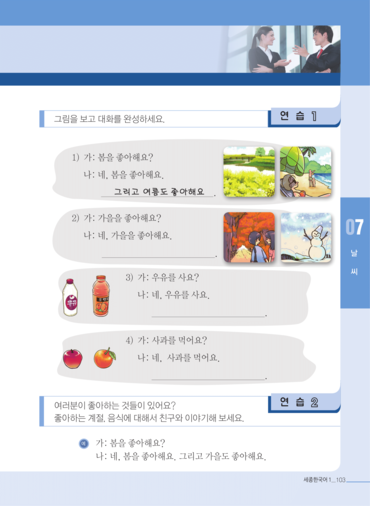 그림을 보고 대화를 완성하세요.
연 습 1
1) 가: 봄을 좋아해요?
나: 네, 봄을 좋아해요.
그리고 여름도 좋아해요.
2) 가: 가을을 좋아해요?
나: 네, 가을을 좋아해요.
07
날
씨
3) 가: 우유를 사요?
나: 네, 우유를 사요.
4) 가: 사과를 먹어요?
나: 네, 사과를 먹어요.
연 습 2
여러분이 좋아하는 것들이 있어요?
좋아하는 계절, 음식에 대해서 친구와 이야기해 보세요.
예 가: 봄을 좋아해요?
나: 네, 봄을 좋아해요. 그리고 가을도 좋아해요.
세종한국어 1_ 103